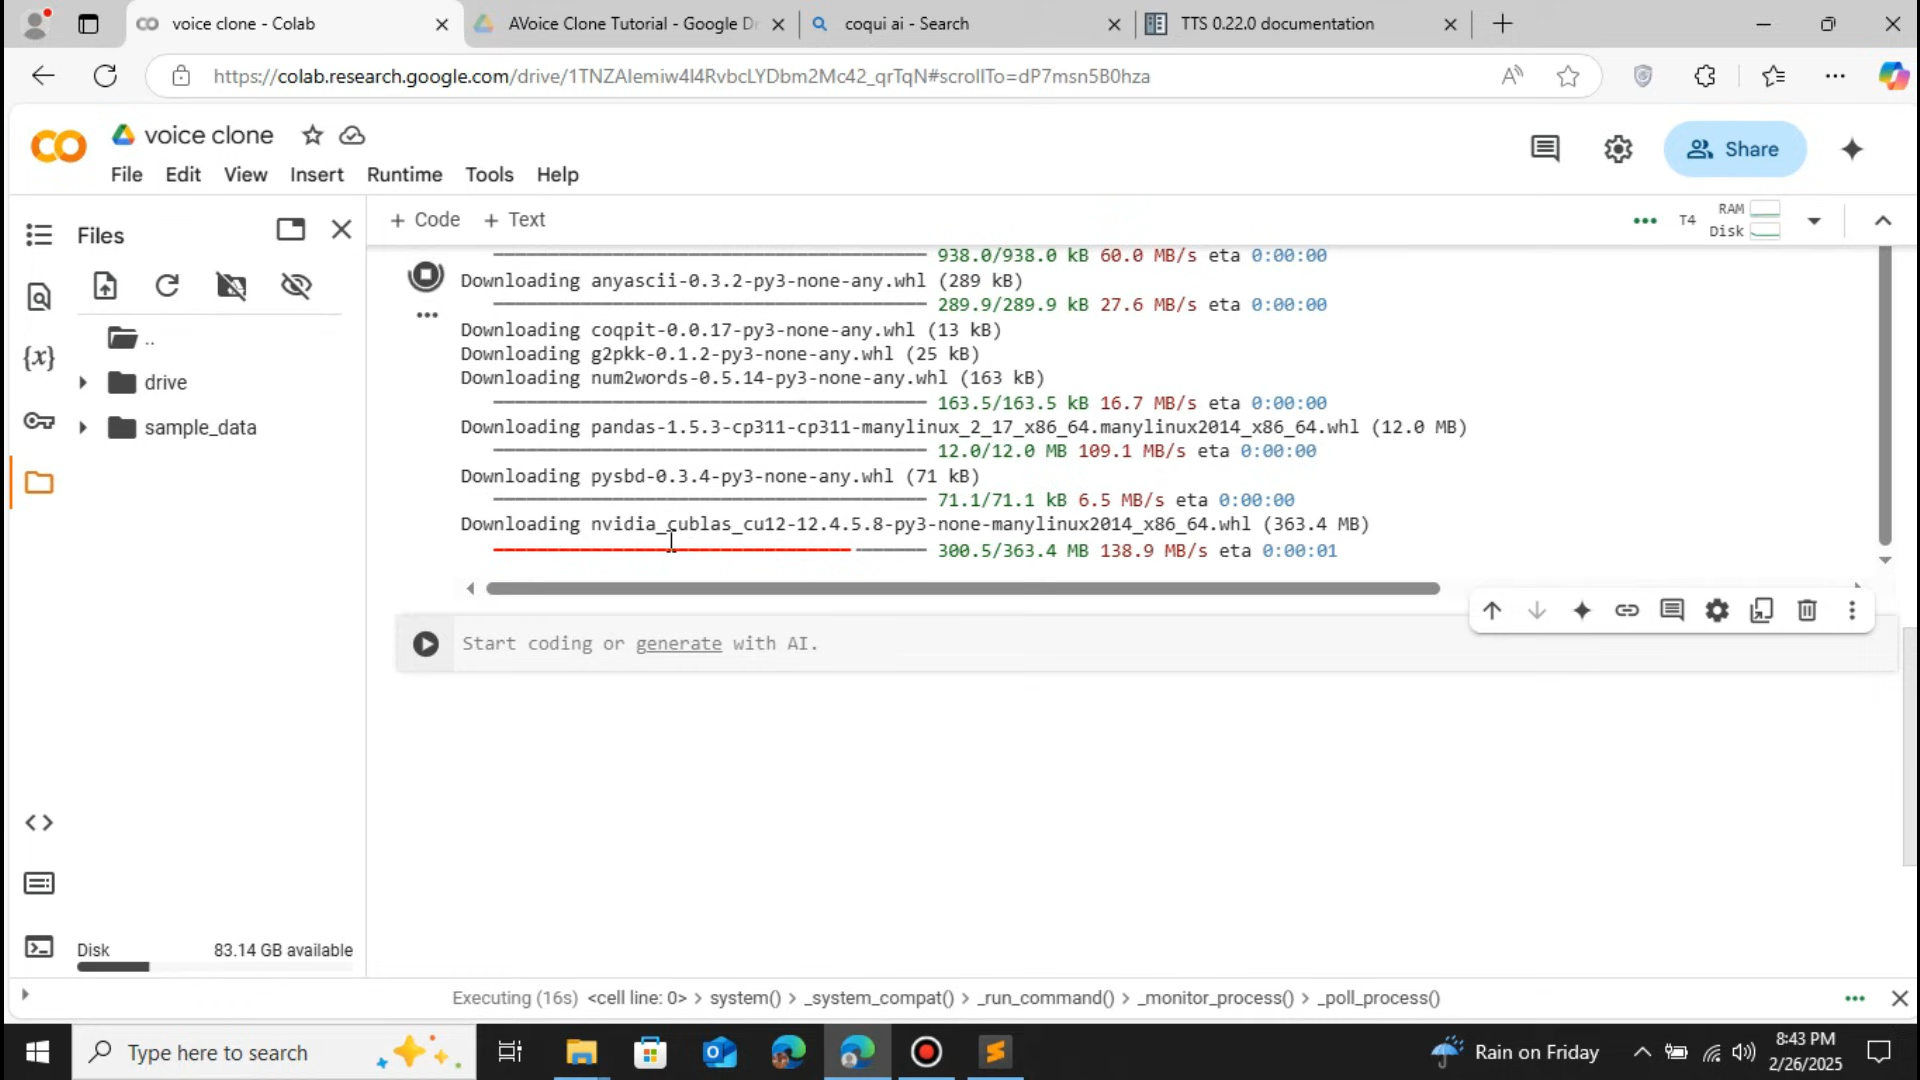 voice clone - Colab
AVoice Clone Tutorial - Google Dr
coqui ai - Search
TTS 0.22.0 documentation
https://colab.research.google.com/drive/1TNZAIemiw4I4RvbcLYDbm2Mc42_qrTqN#scrollTo=dP7msn5B0hza
voice clone
Share
File Edit View Insert Runtime Tools Help
Files
+ Code + Text
T4
RAM
Disk
..
drive
sample_data
938.0/938.0 kB 60.0 MB/s eta 0:00:00
Downloading anyascii-0.3.2-py3-none-any.whl (289 kB)
289.9/289.9 kB 27.6 MB/s eta 0:00:00
Downloading coqpit-0.0.17-py3-none-any.whl (13 kB)
Downloading g2pkk-0.1.2-py3-none-any.whl (25 kB)
Downloading num2words-0.5.14-py3-none-any.whl (163 kB)
163.5/163.5 kB 16.7 MB/s eta 0:00:00
Downloading pandas-1.5.3-cp311-cp311-manylinux_2_17_x86_64.manylinux2014_x86_64.whl (12.0 MB)
12.0/12.0 MB 109.1 MB/s eta 0:00:00
Downloading pysbd-0.3.4-py3-none-any.whl (71 kB)
71.1/71.1 kB 6.5 MB/s eta 0:00:00
Downloading nvidia_cublas_cu12-12.4.5.8-py3-none-manylinux2014_x86_64.whl (363.4 MB)
300.5/363.4 MB 138.9 MB/s eta 0:00:01
Start coding or generate with AI.
Disk 83.14 GB available
Executing (16s) <cell line: 0> > system() > _system_compat() > _run_command() > _monitor_process() > _poll_process()
Type here to search
Rain on Friday
8:43 PM
2/26/2025